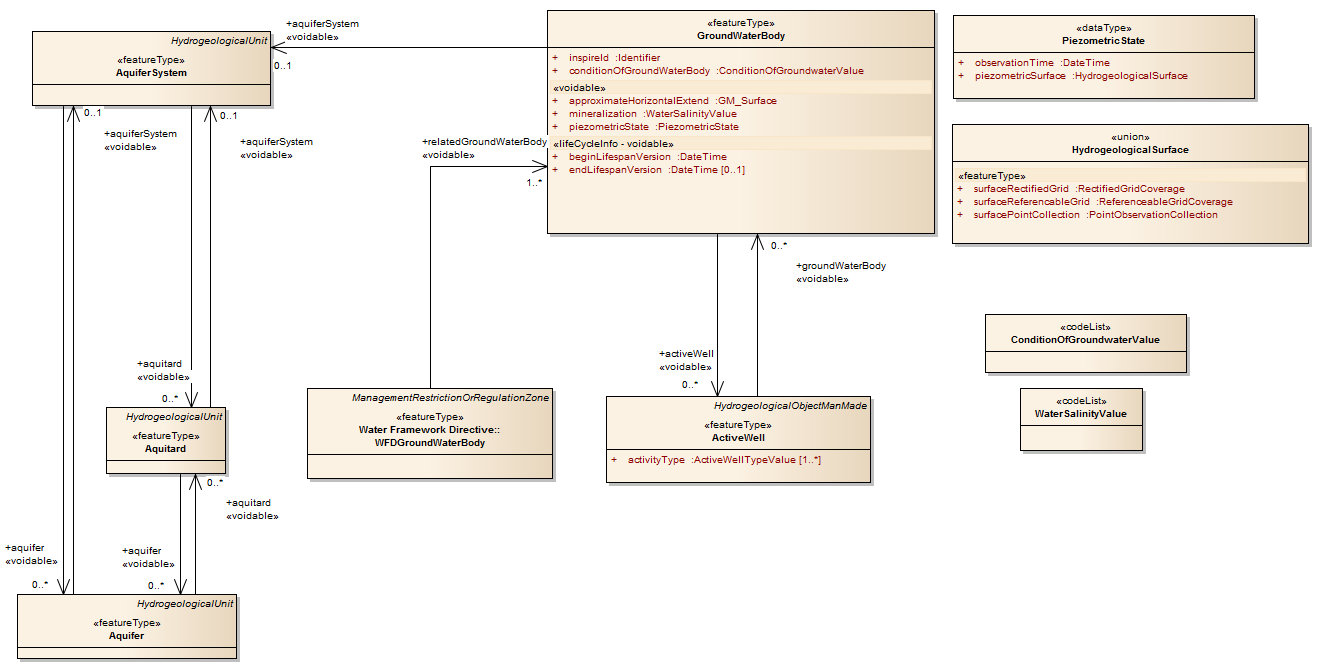 HydrogeologicalUnit
«featureType»
AquiferSystem
+aquiferSystem
«voidable»
0..1
«featureType»
GroundWaterBody
+ inspireId :Identifier
+ conditionOfGroundWaterBody :ConditionOfGroundwaterValue
«voidable»
+ approximateHorizontalExtend :GM_Surface
+ mineralization :WaterSalinityValue
+ piezometricState :PiezometricState
«lifeCycleInfo - voidable»
+ beginLifespanVersion :DateTime
+ endLifespanVersion :DateTime [0..1]
«dataType»
PiezometricState
+ observationTime :DateTime
+ piezometricSurface :HydrogeologicalSurface
«union»
HydrogeologicalSurface
«featureType»
+ surfaceRectifiedGrid :RectifiedGridCoverage
+ surfaceReferencableGrid :ReferenceableGridCoverage
+ surfacePointCollection :PointObservationCollection
0..1
+aquiferSystem
«voidable»
0..1
+aquiferSystem
«voidable»
+relatedGroundWaterBody
«voidable»
1..*
0..*
+groundWaterBody
«voidable»
«codeList»
ConditionOfGroundwaterValue
+activeWell
«voidable»
0..*
+aquitard
«voidable»
0..*
HydrogeologicalUnit
«featureType»
Aquitard
ManagementRestrictionOrRegulationZone
«featureType»
Water Framework Directive::
WFDGroundWaterBody
HydrogeologicalObjectManMade
«featureType»
ActiveWell
+ activityType :ActiveWellTypeValue [1..*]
«codeList»
WaterSalinityValue
0..*
+aquitard
«voidable»
+aquifer
«voidable»
0..*
+aquifer
«voidable»
0..*
HydrogeologicalUnit
«featureType»
Aquifer